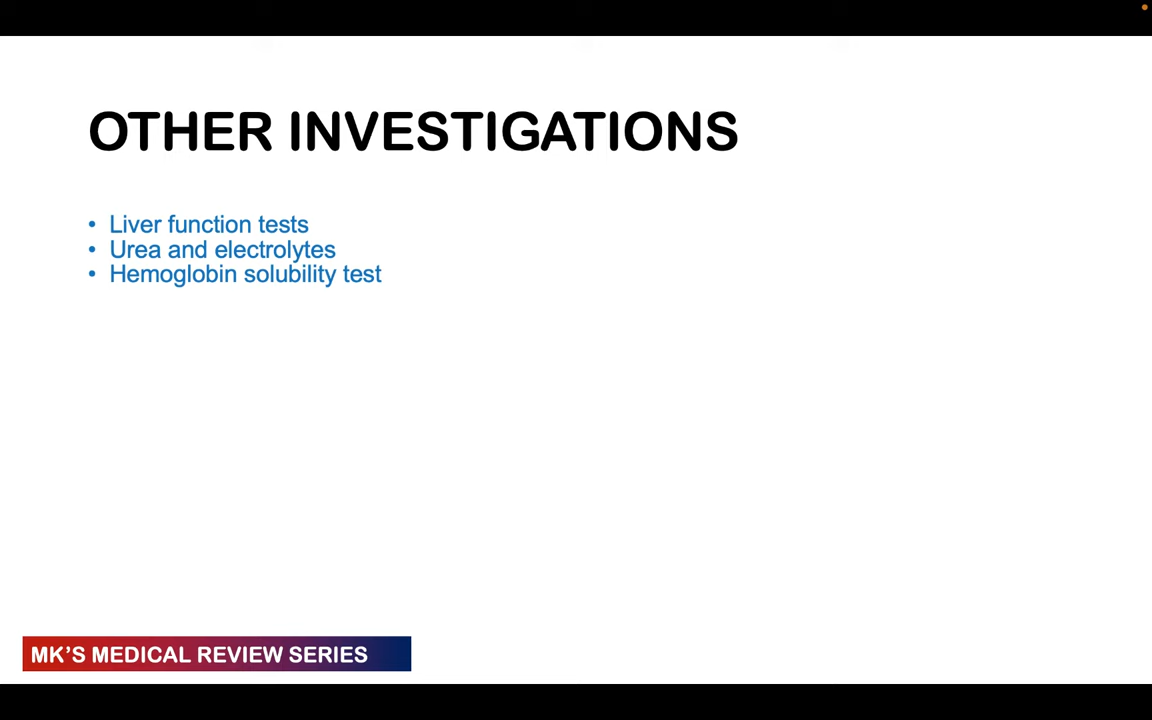 OTHER INVESTIGATIONS
• Liver function tests
• Urea and electrolytes
• Hemoglobin solubility test
MK'S MEDICAL REVIEW SERIES